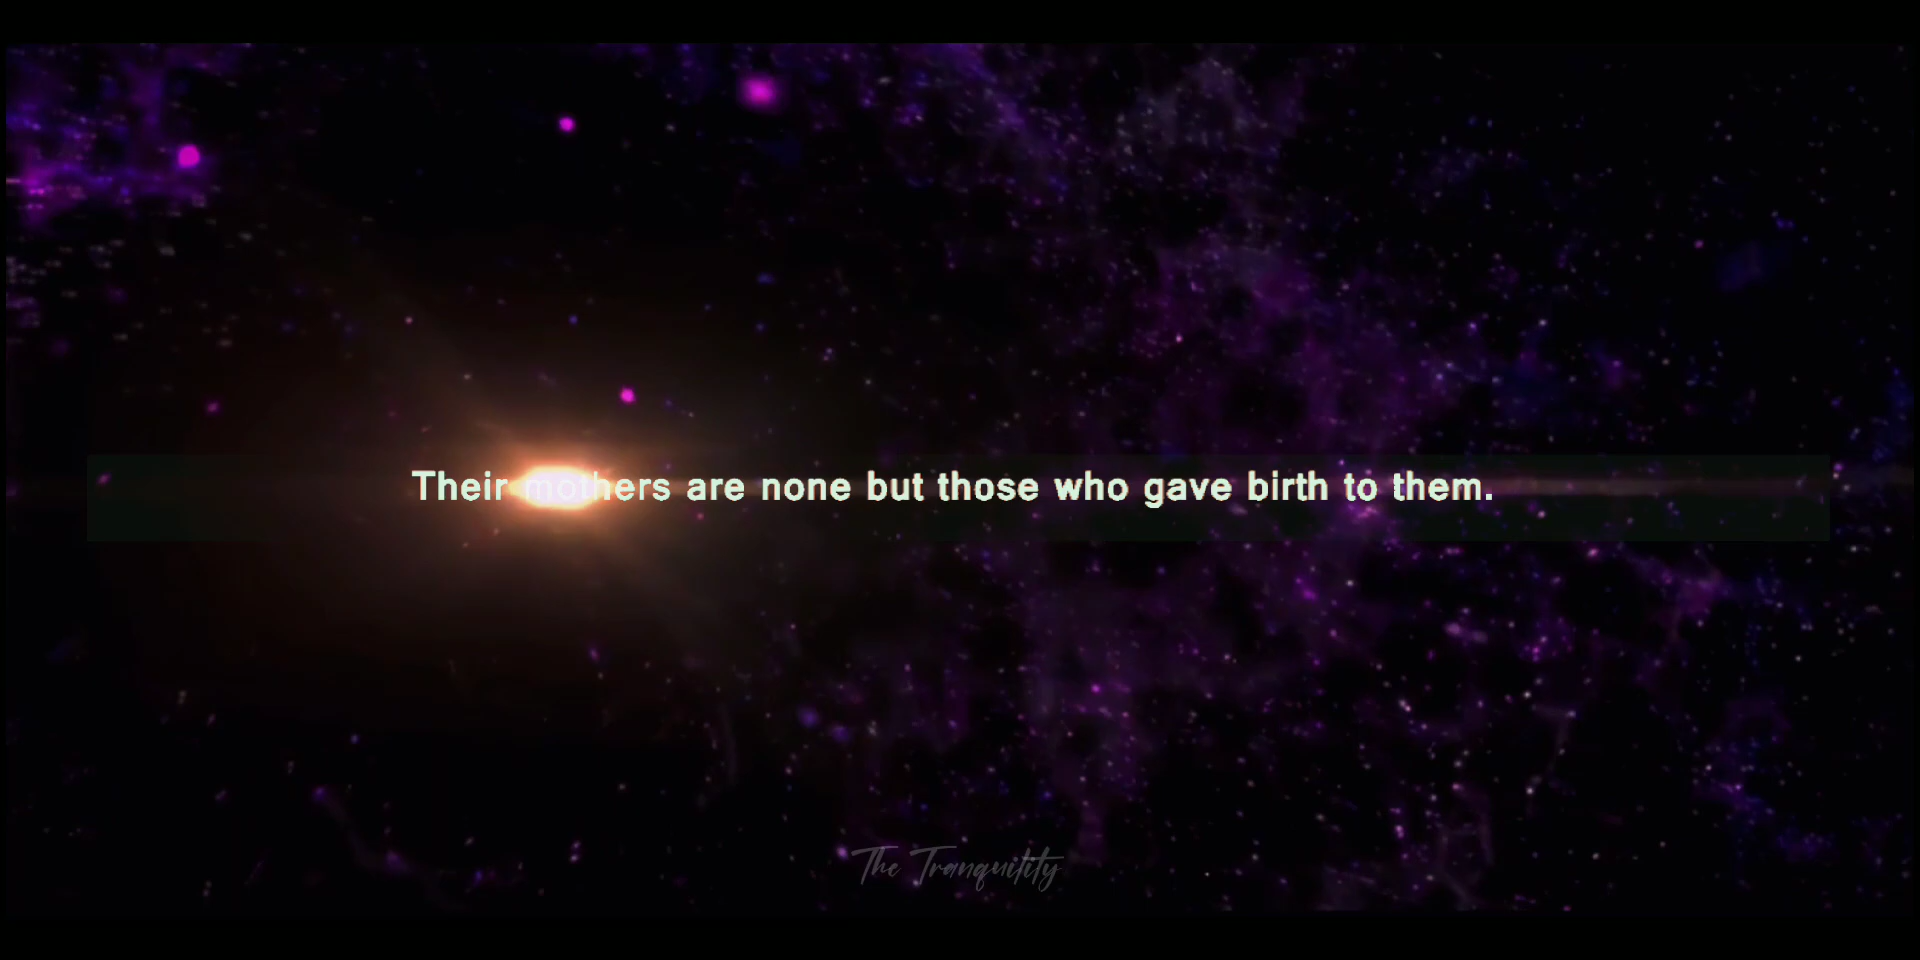 Their mothers are none but those who gave birth to them.
The Tranquility